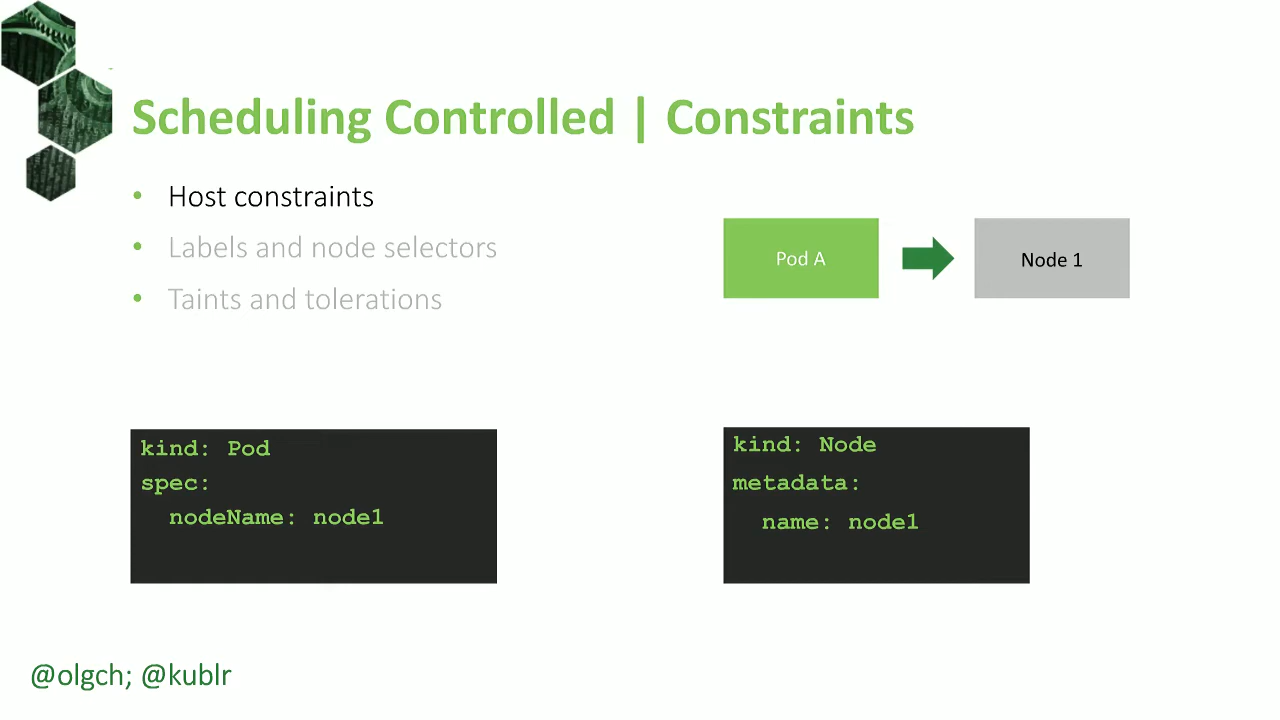 Scheduling Controlled | Constraints
• Host constraints
• Labels and node selectors
• Taints and tolerations
Pod A
Node 1
kind: Pod
spec:
  nodeName: node1
kind: Node
metadata:
  name: node1
@olgch; @kublr